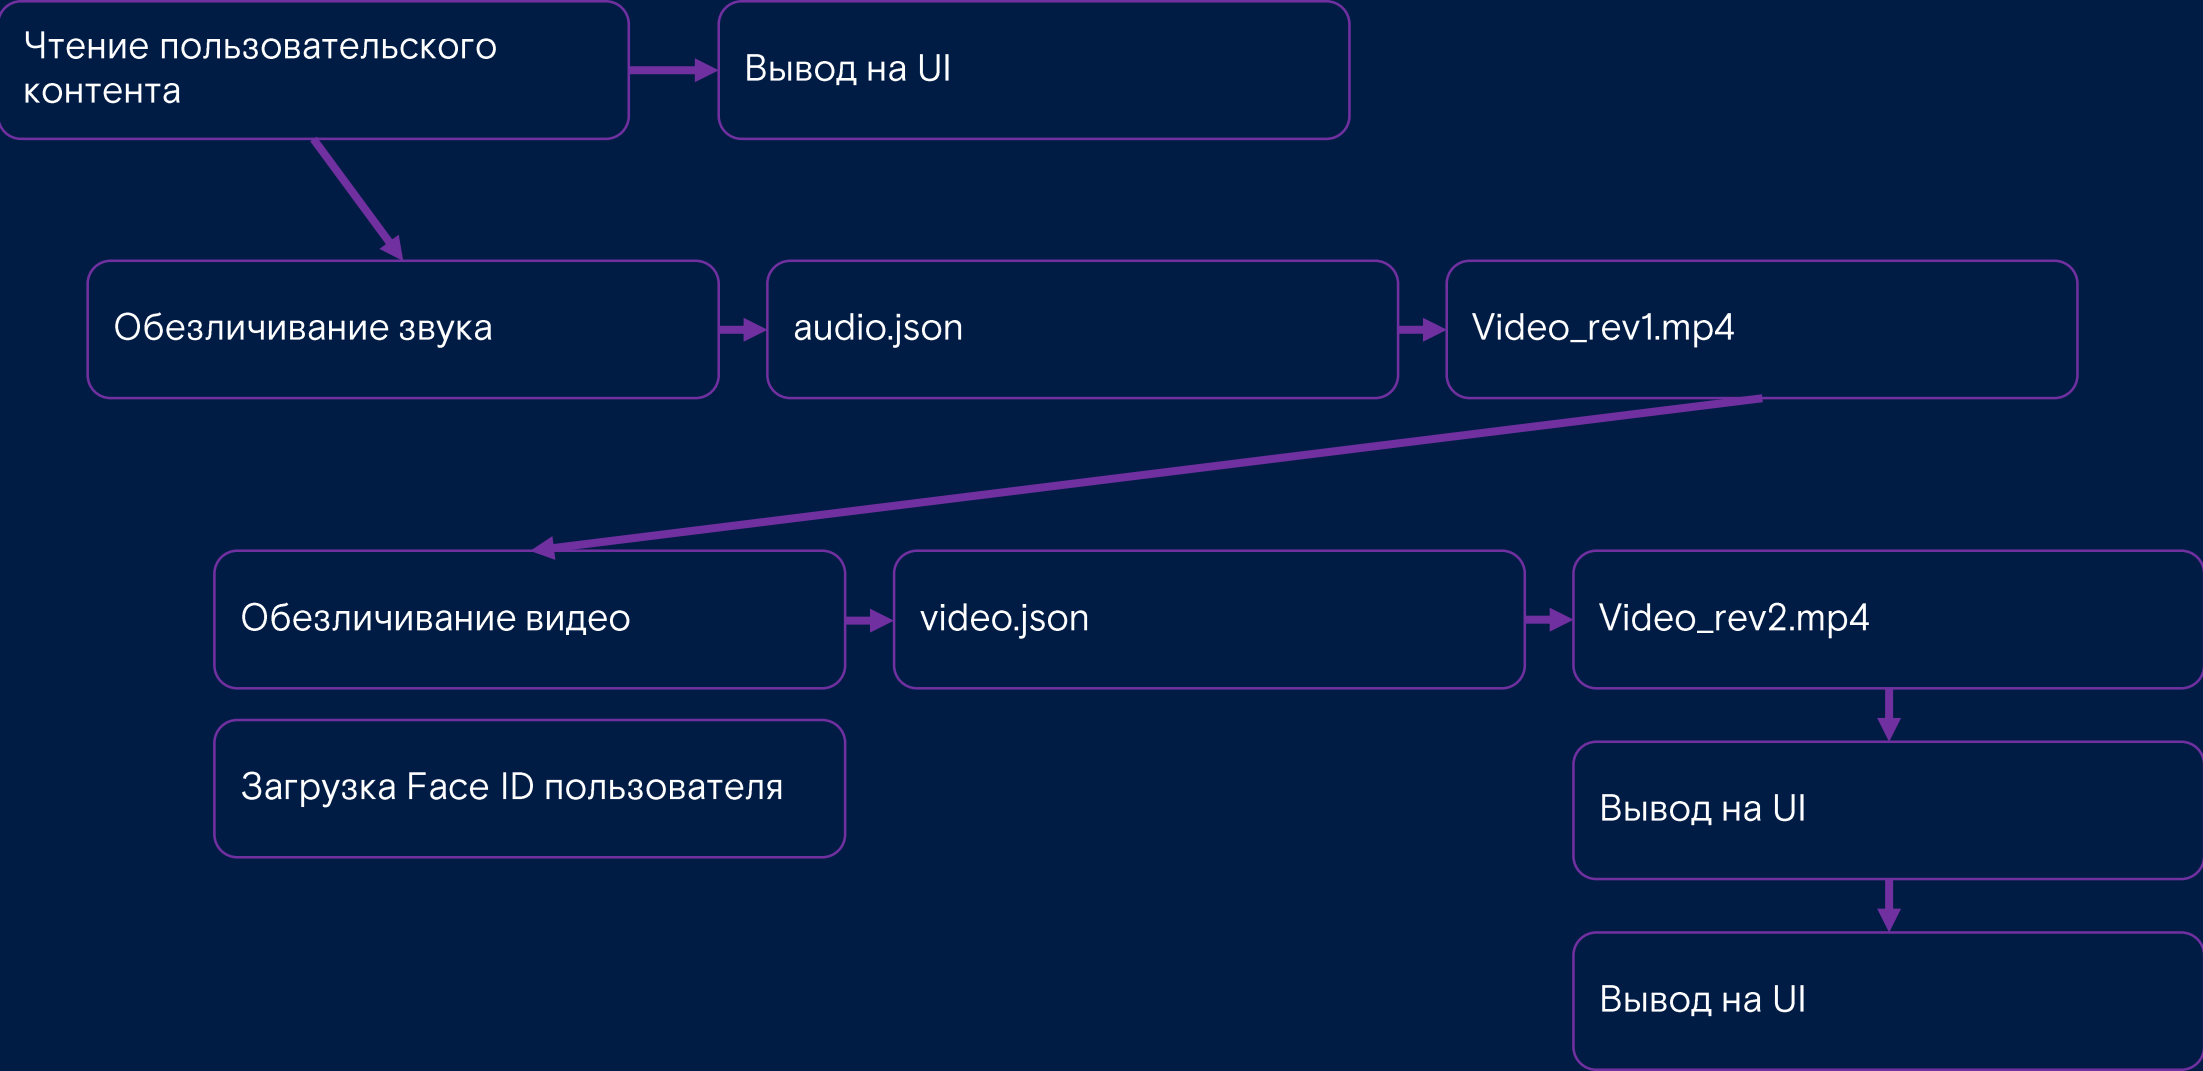 Чтение пользовательского
контента
Вывод на UI
Обезличивание звука
audio.json
Video_rev1.mp4
Обезличивание видео
video.json
Video_rev2.mp4
Загрузка Face ID пользователя
Вывод на UI
Вывод на UI